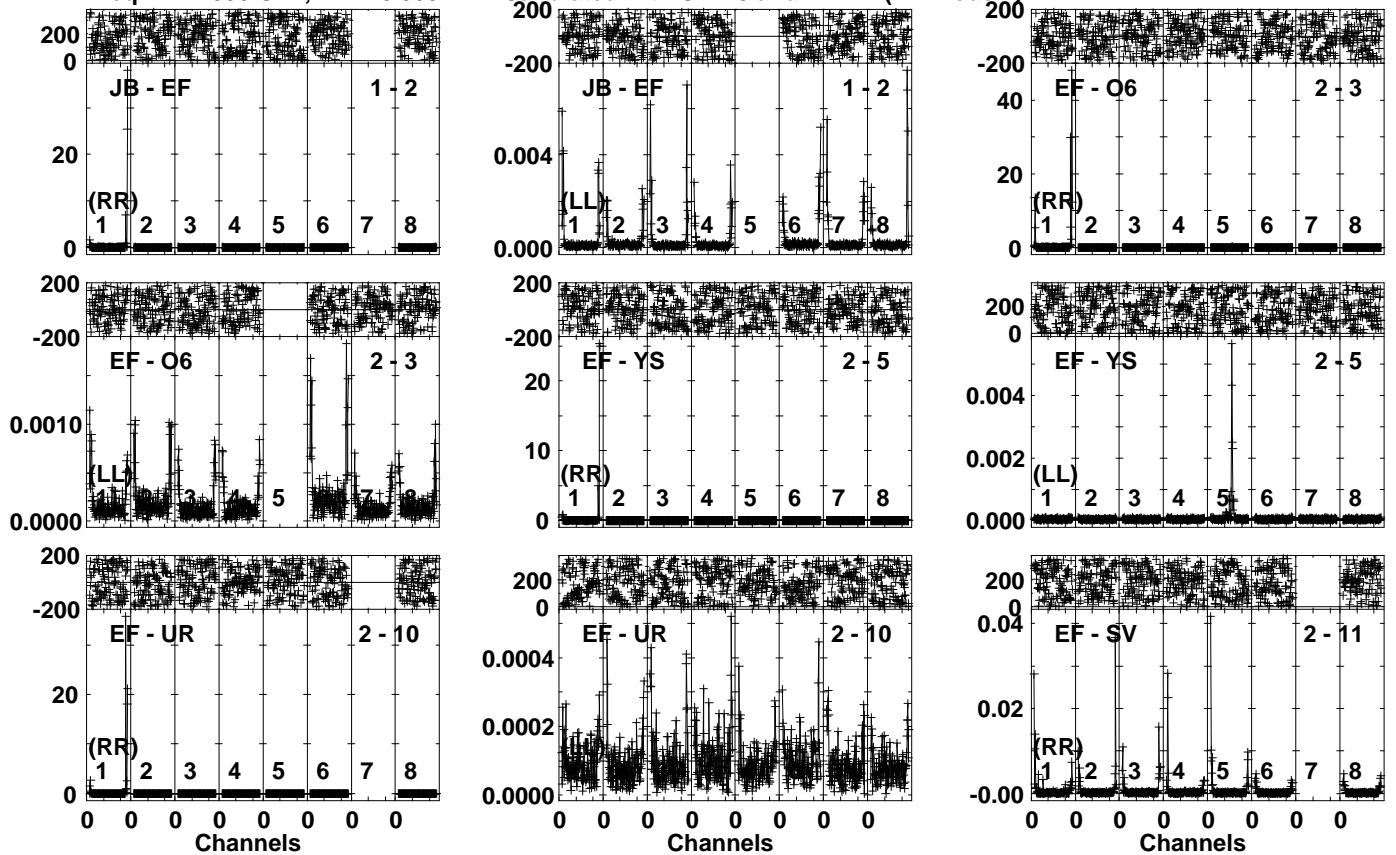 200 200 200
0 -200 -200
JB - EF 1 - 2 JB - EF 1 - 2 EF - O6 2 - 3
40
20 0.004 20
(RR) (LL) (RR)
1 2 3 4 5 6 7 8 1 2 3 4 5 6 7 8 1 2 3 4 5 6 7 8
0 0.000 0
200 200 200
-200 -200 0
EF - O6 2 - 3 EF - YS 2 - 5 EF - YS 2 - 5
20 0.004
0.0010 10 0.002
(LL) (RR) (LL)
1 2 3 4 5 6 7 8 1 2 3 4 5 6 7 8 1 2 3 4 5 6 7 8
0.0000 0 0.000
200 200 200
-200 0 0
EF - UR 2 - 10 EF - UR 2 - 10 EF - SV 2 - 11
0.04
20 0.0004 0.02
0.0002
(RR) (RR)
1 2 3 4 5 6 7 8 1 2 3 4 5 6 7 8
0 0.0000 -0.00
0 0 0 0 0 0 0 0 0 0 0 0 0 0 0 0 0 0 0 0 0 0 0 0
Channels Channels Channels